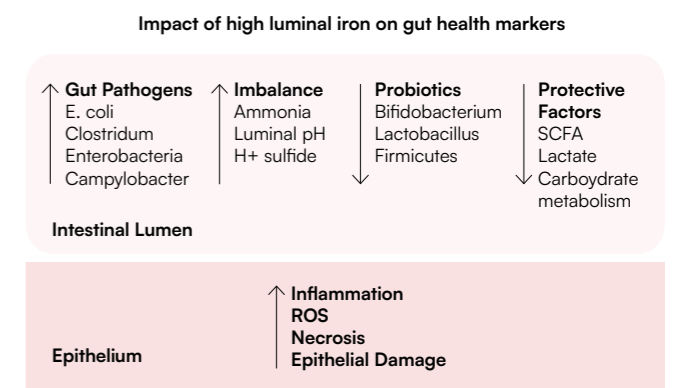 Impact of high luminal iron on gut health markers
Gut Pathogens
E. coli
Clostridum
Enterobacteria
Campylobacter
Imbalance
Ammonia
Luminal pH
H+ sulfide
Probiotics
Bifidobacterium
Lactobacillus
Firmicutes
Protective
Factors
SCFA
Lactate
Carboydrate
metabolism
Intestinal Lumen
Inflammation
ROS
Necrosis
Epithelial Damage
Epithelium